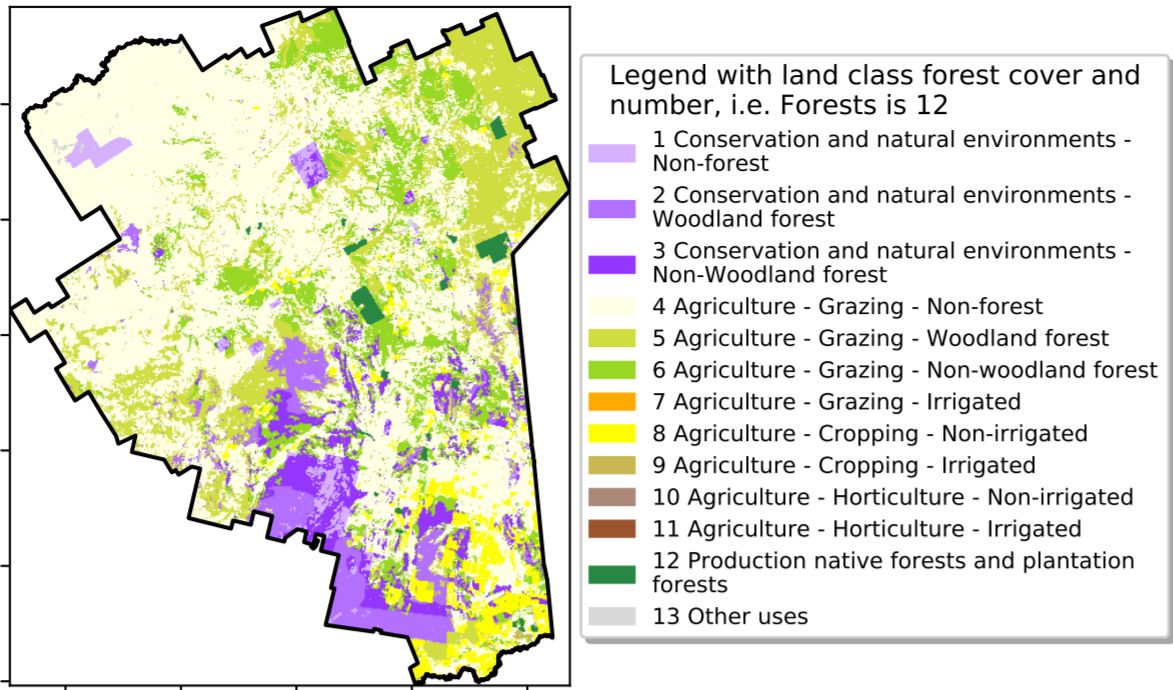 Legend with land class forest cover and
number, i.e. Forests is 12
1 Conservation and natural environments -
Non-forest
2 Conservation and natural environments -
Woodland forest
3 Conservation and natural environments -
Non-Woodland forest
4 Agriculture - Grazing - Non-forest
5 Agriculture - Grazing - Woodland forest
6 Agriculture - Grazing - Non-woodland forest
7 Agriculture - Grazing - Irrigated
8 Agriculture - Cropping - Non-irrigated
9 Agriculture - Cropping - Irrigated
10 Agriculture - Horticulture - Non-irrigated
11 Agriculture - Horticulture - Irrigated
12 Production native forests and plantation
forests
13 Other uses